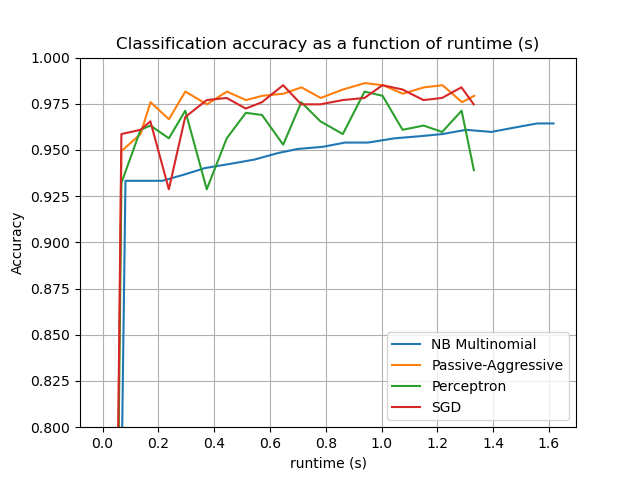 Classification accuracy as a function of runtime (s)
1.000
0.975
0.950
0.925
0.900
0.875
0.850
0.825
0.800
Accuracy
NB Multinomial
Passive-Aggressive
Perceptron
SGD
0.0 0.2 0.4 0.6 0.8 1.0 1.2 1.4 1.6
runtime (s)